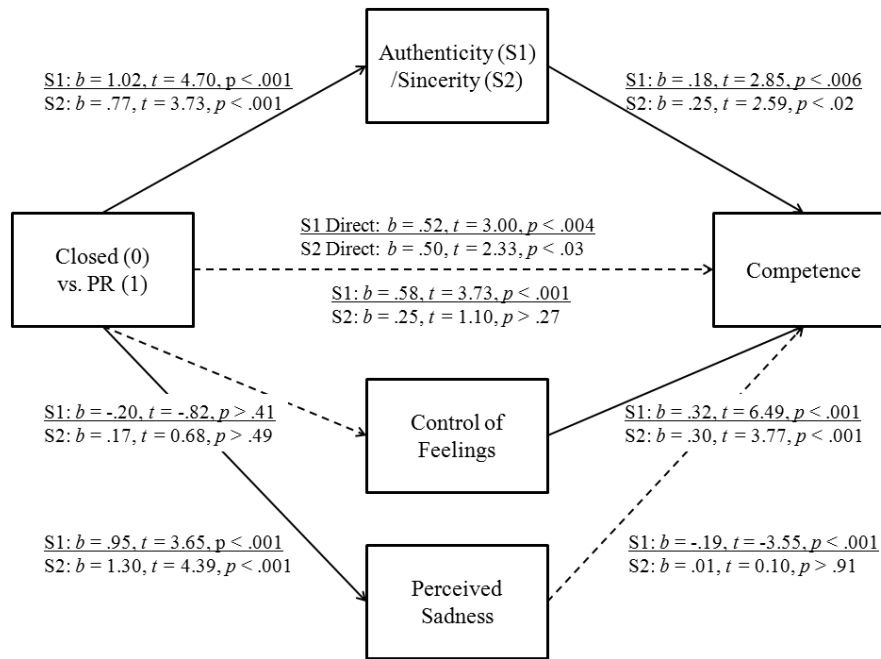 Authenticity (S1)
/Sincerity (S2)
S1: b = 1.02, t = 4.70, p < .001
S2: b = .77, t = 3.73, p < .001
S1: b = .18, t = 2.85, p < .006
S2: b = .25, t = 2.59, p < .02
Closed (0)
vs. PR (1)
S1 Direct: b = .52, t = 3.00, p < .004
S2 Direct: b = .50, t = 2.33, p < .03
S1: b = .58, t = 3.73, p < .001
S2: b = .25, t = 1.10, p > .27
Competence
S1: b = -.20, t = -.82, p > .41
S2: b = .17, t = 0.68, p > .49
Control of
Feelings
S1: b = .32, t = 6.49, p < .001
S2: b = .30, t = 3.77, p < .001
S1: b = .95, t = 3.65, p < .001
S2: b = 1.30, t = 4.39, p < .001
Perceived
Sadness
S1: b = -.19, t = -3.55, p < .001
S2: b = .01, t = 0.10, p > .91